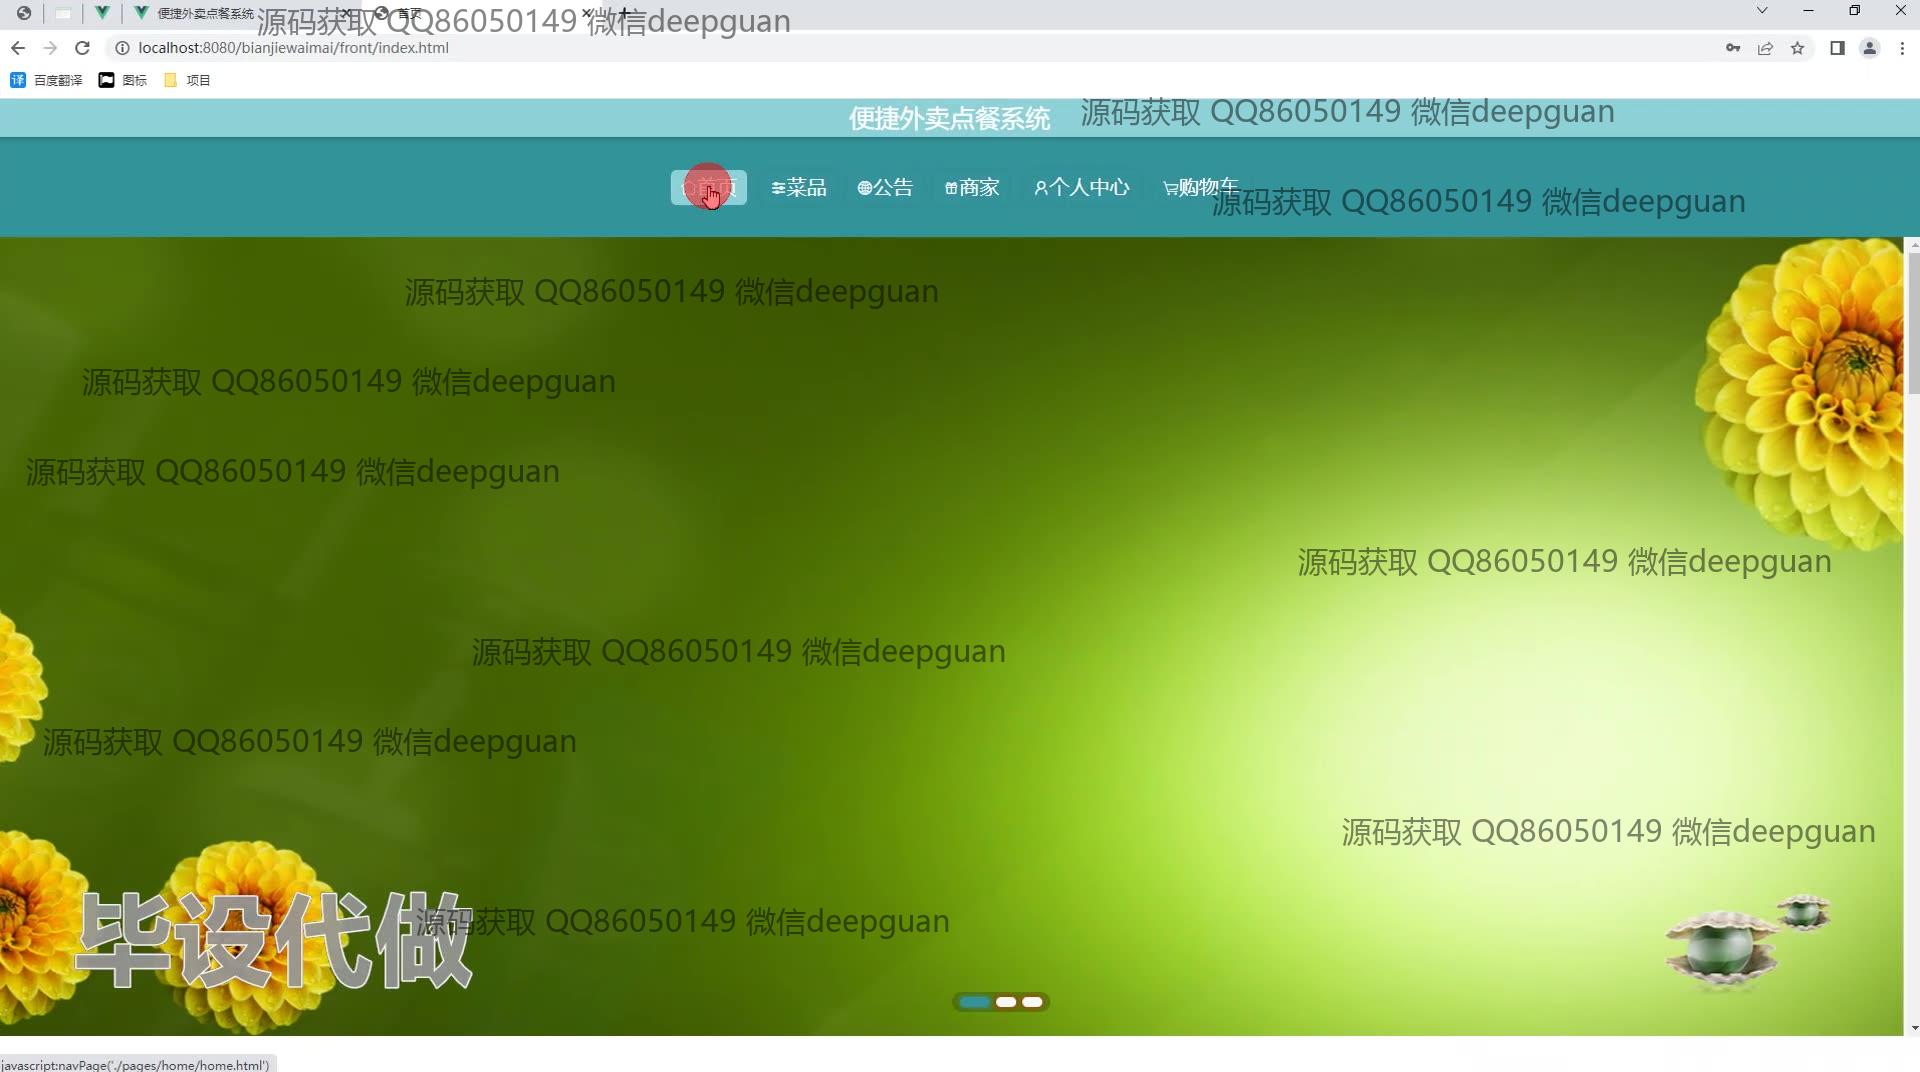 便捷外卖点餐系统
首页
源码获取 QQ86050149 微信deepguan
localhost:8080/bianjiewaimai/front/index.html
百度翻译
图标
项目
便捷外卖点餐系统
源码获取 QQ86050149 微信deepguan
首页
菜品
公告
商家
个人中心
购物车
源码获取 QQ86050149 微信deepguan
源码获取 QQ86050149 微信deepguan
源码获取 QQ86050149 微信deepguan
源码获取 QQ86050149 微信deepguan
源码获取 QQ86050149 微信deepguan
源码获取 QQ86050149 微信deepguan
源码获取 QQ86050149 微信deepguan
源码获取 QQ86050149 微信deepguan
毕设代做
源码获取 QQ86050149 微信deepguan
javascript:navPage('./pages/home/home.html')